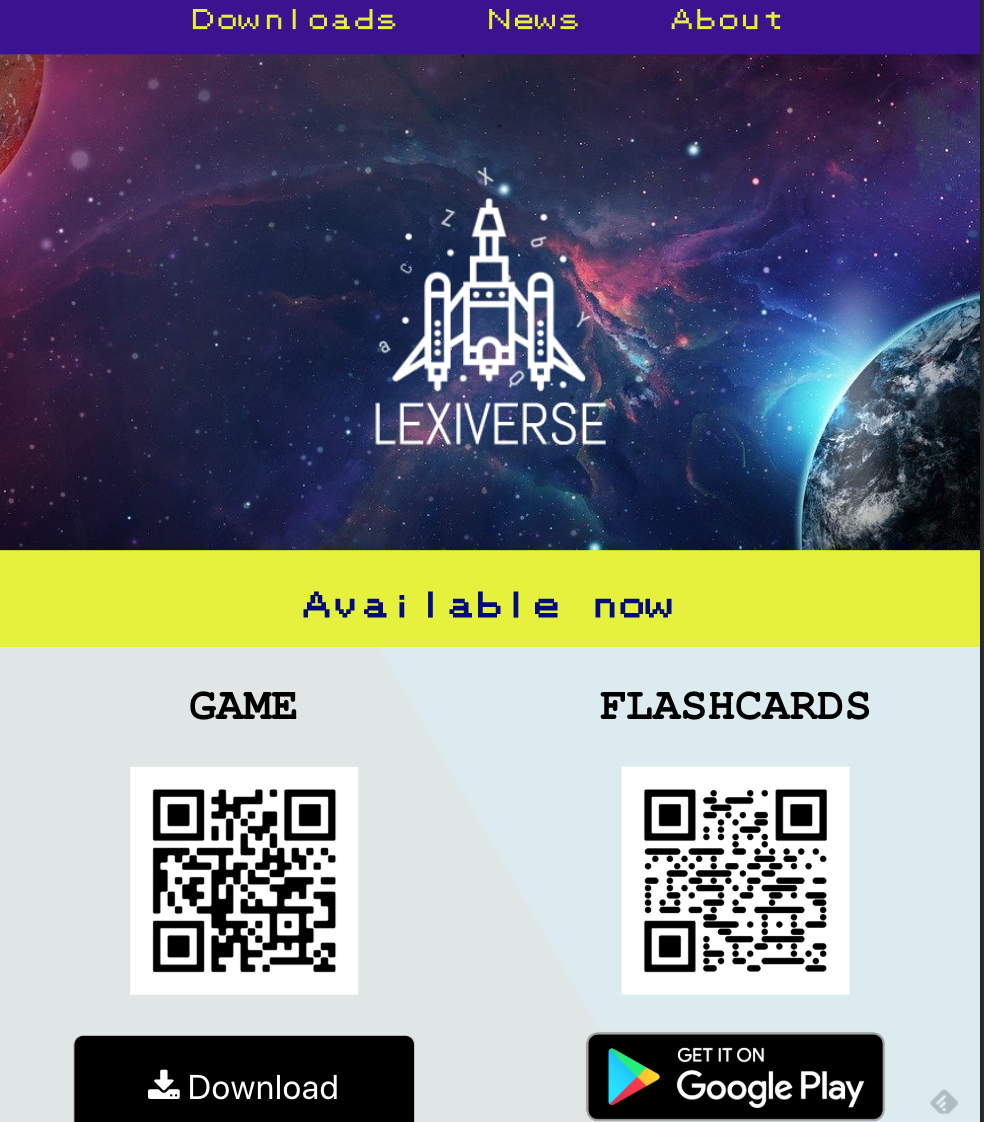 Downloads News About
X
Z
b
c
Y
a
Q
LEXIVERSE
Available now
GAME FLASHCARDS
Download
GET IT ON
Google Play